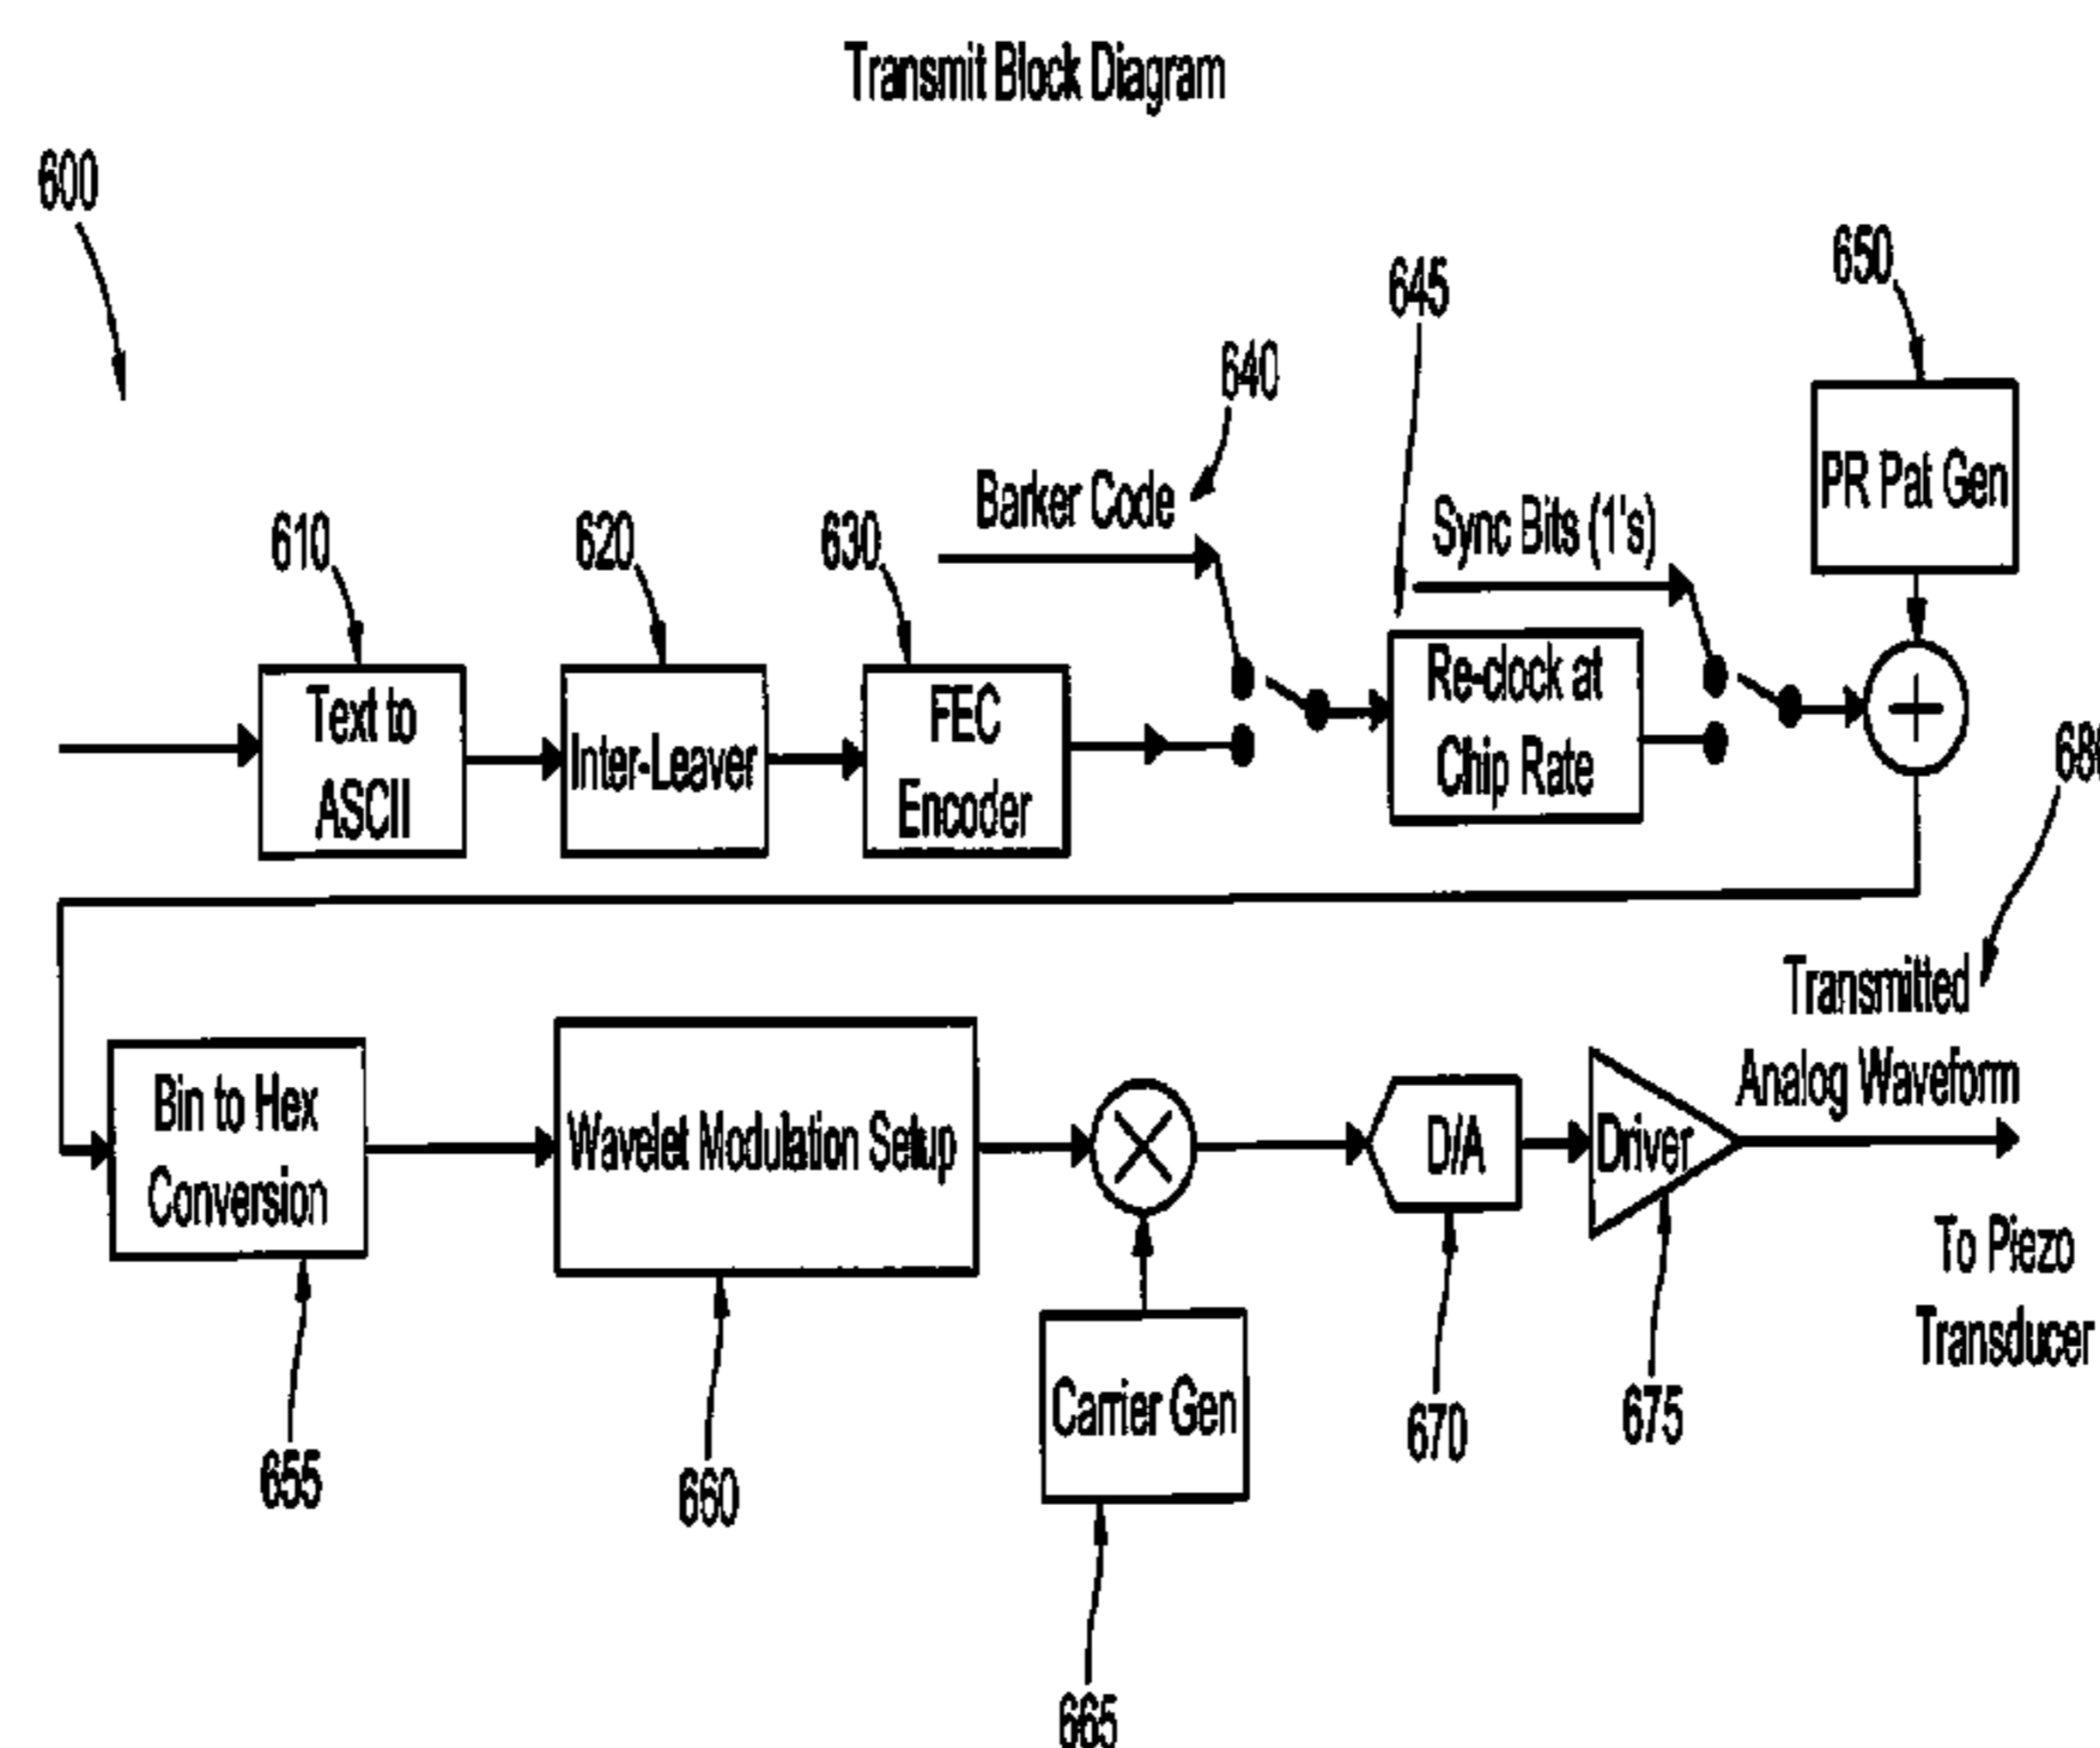 Transmit Block Diagram
600
650
645
640
Barker Code
Sync Bits (1's)
PR Pat Gen
610
620
630
Text to
ASCII
Inter-Leaver
FEC
Encoder
Re-clock at
Chip Rate
Transmitted
Analog Waveform
Bin to Hex
Conversion
Wavelet Modulation Setup
D/A
Driver
To Piezo
Transducer
Carrier Gen
655
660
670
675
665